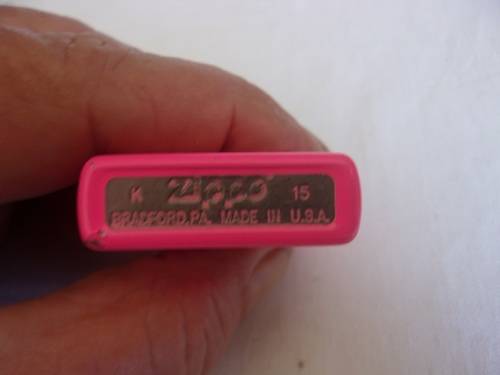 K Zippo 15
BRADFORD.PA. MADE IN U.S.A.